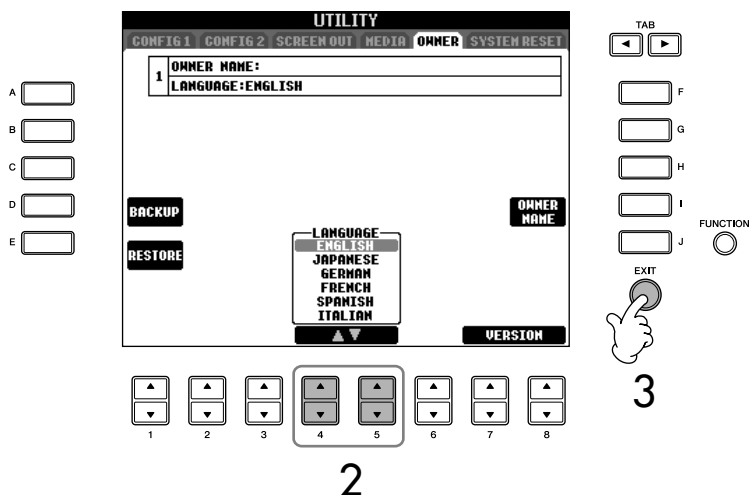 UTILITY
CONFIG 1 CONFIG 2 SCREEN OUT MEDIA OWNER SYSTEM RESET
1 OWNER NAME:
LANGUAGE:ENGLISH
BACKUP
RESTORE
OWNER
NAME
LANGUAGE
ENGLISH
JAPANESE
GERMAN
FRENCH
SPANISH
ITALIAN
▲▼
VERSION
A
B
C
D
E
TAB
◄ ►
F
G
H
I
J
FUNCTION
EXIT
3
▲ ▲ ▲ ▲ ▲ ▲ ▲ ▲
▼ ▼ ▼ ▼ ▼ ▼ ▼ ▼
1 2 3 4 5 6 7 8
2